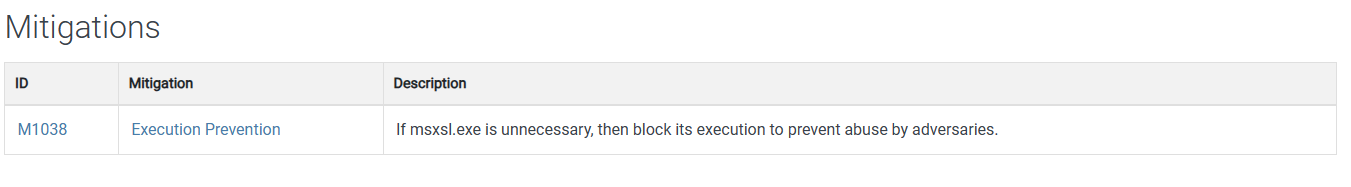 Mitigations
ID Mitigation Description
M1038 Execution Prevention If msxsl.exe is unnecessary, then block its execution to prevent abuse by adversaries.